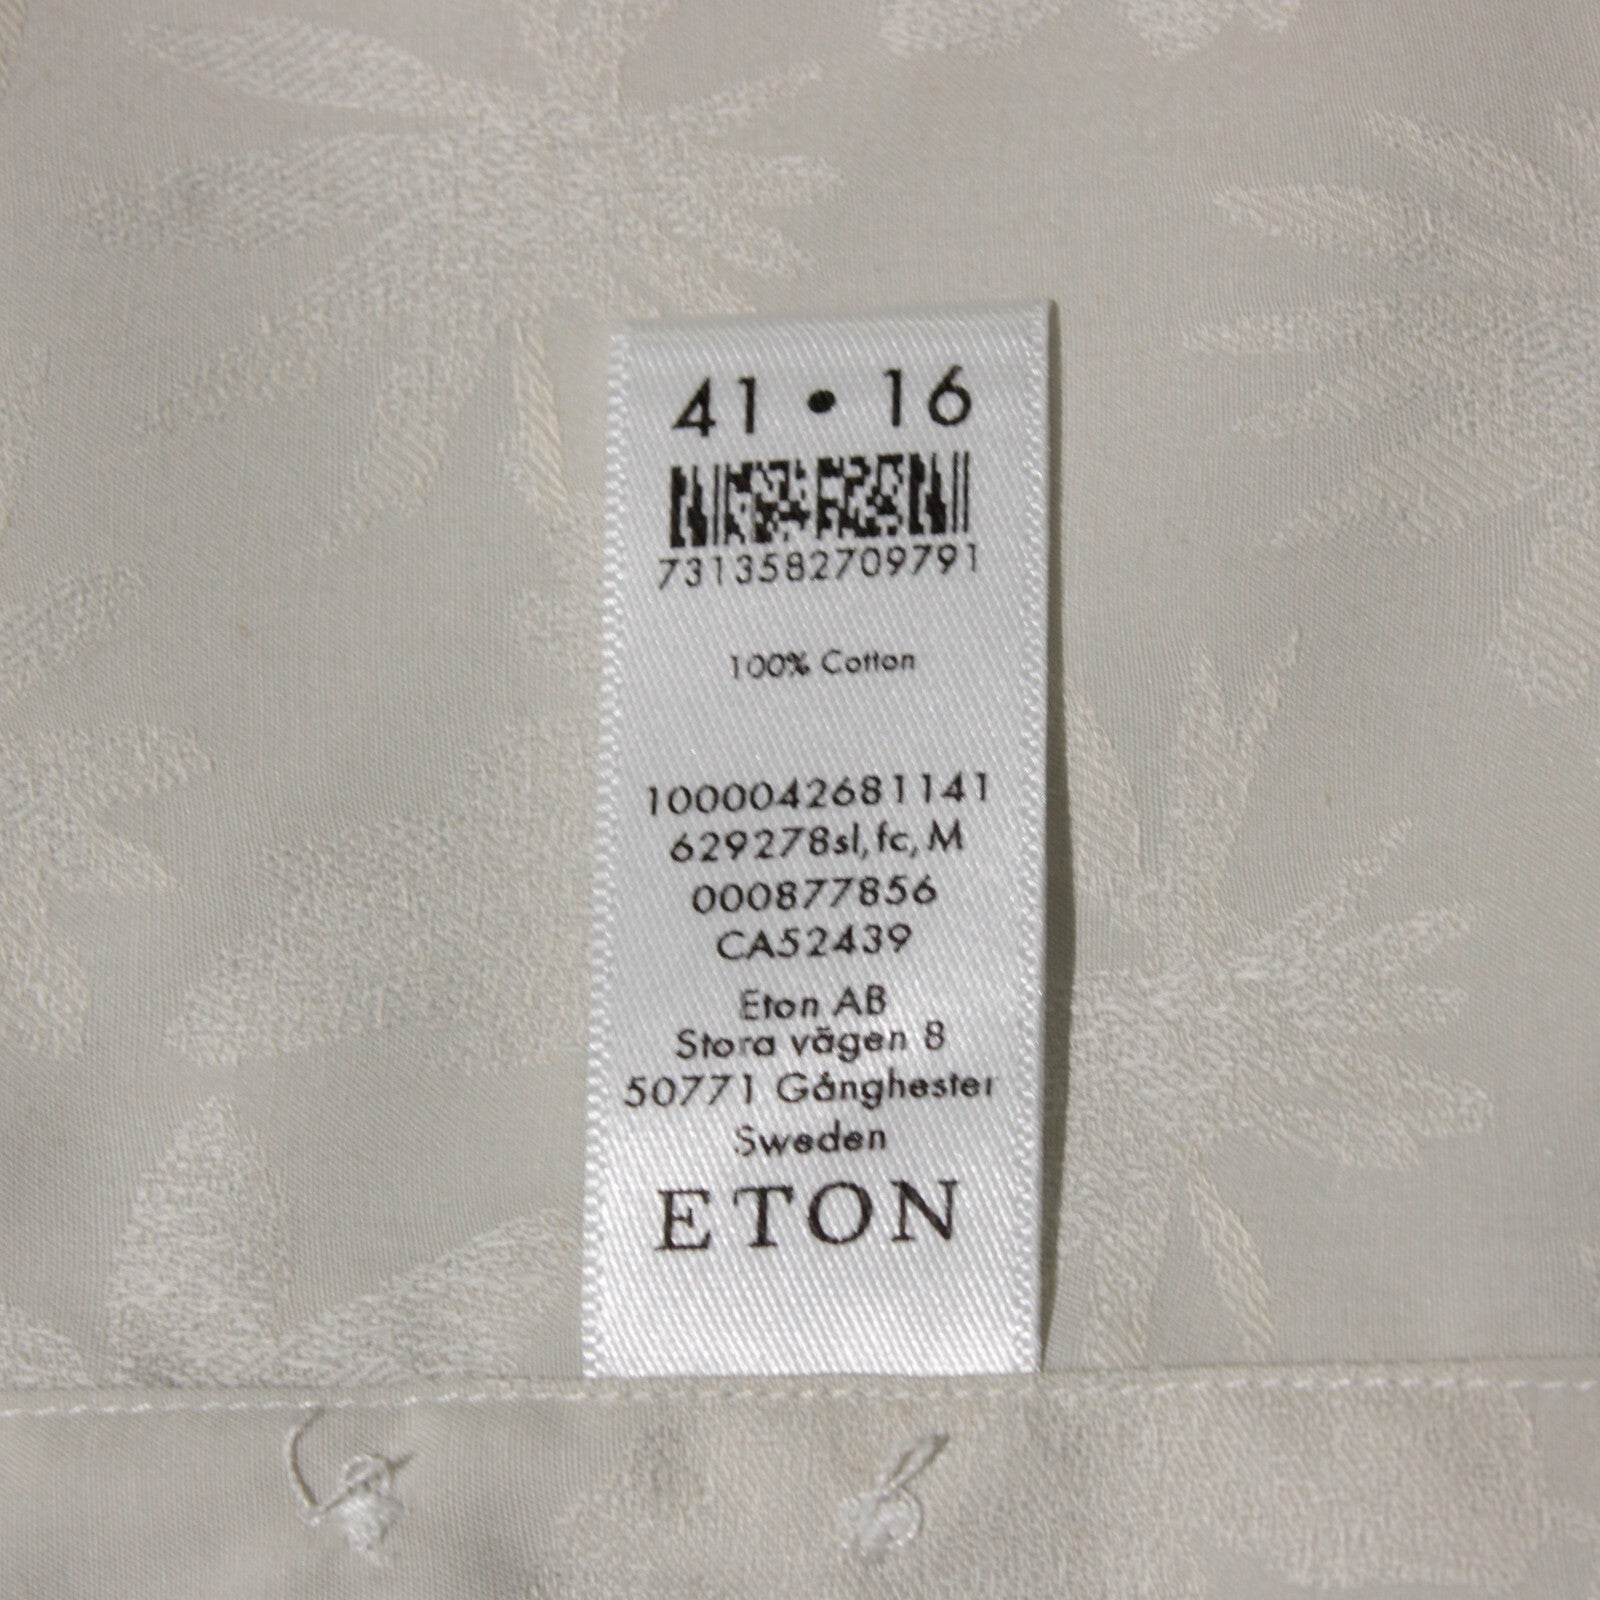 41 • 16
7313582709791
100% Cotton
1000042681141
629278sl, fc, M
000877856
CA52439
Eton AB
Stora vägen 8
50771 Gånghester
Sweden
ETON